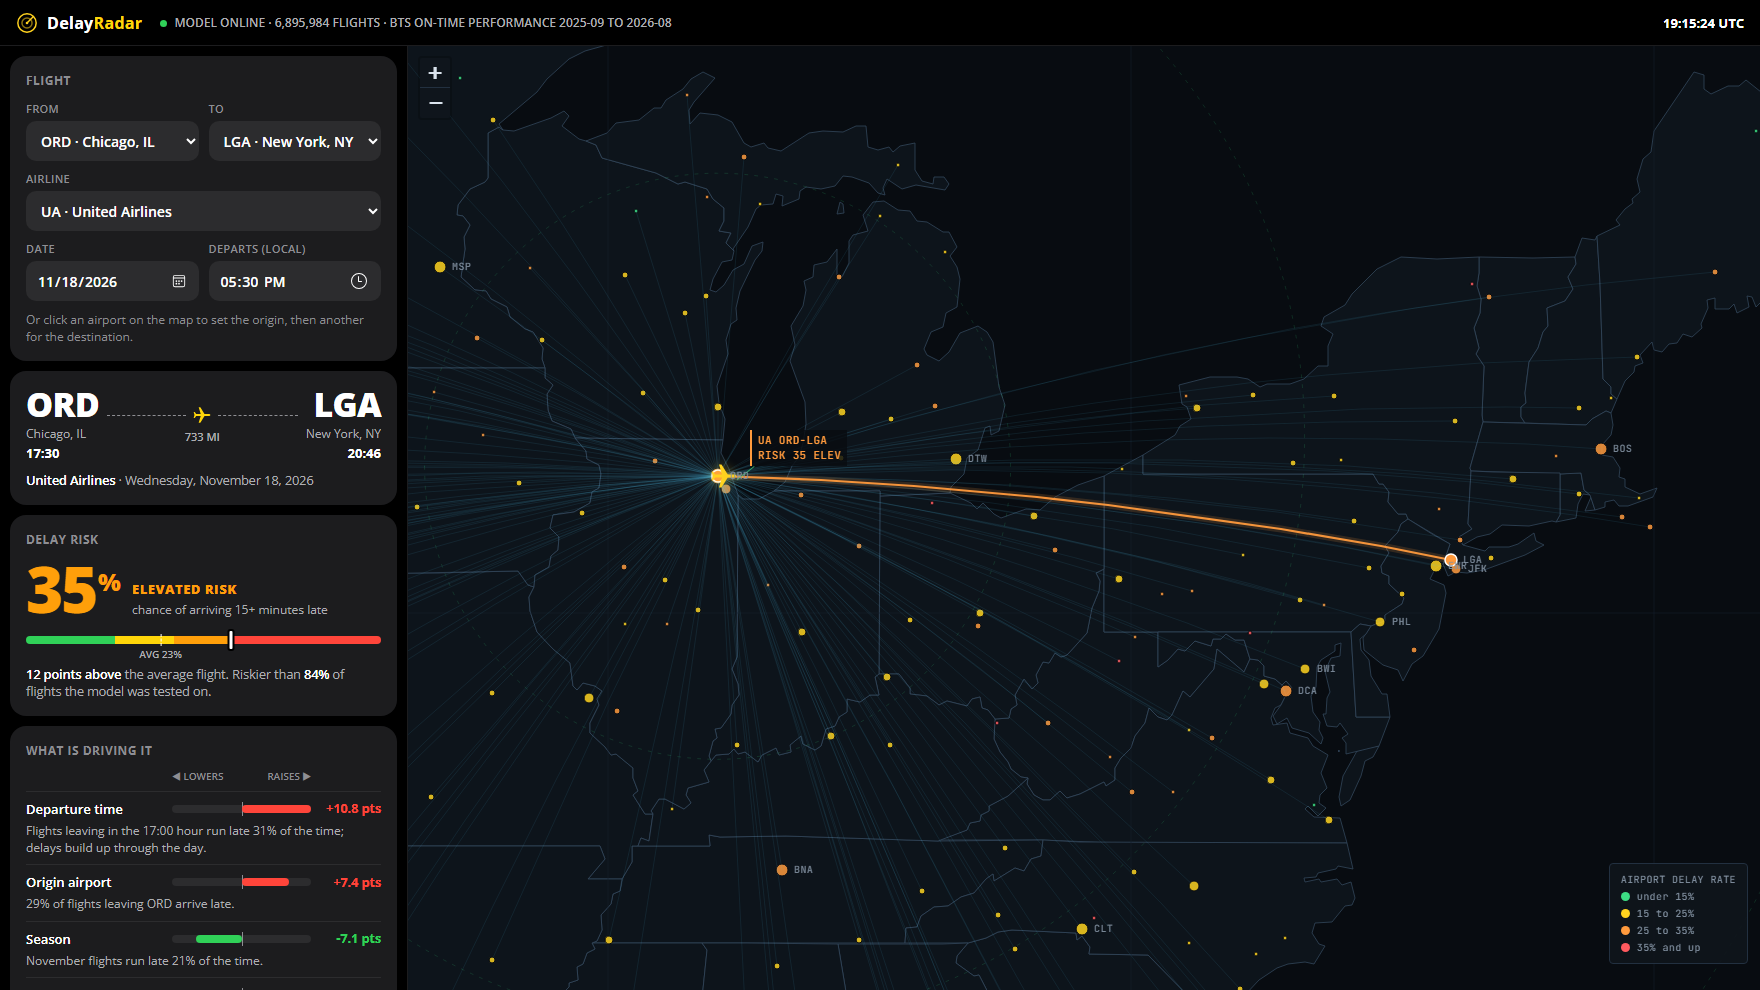 DelayRadar
MODEL ONLINE · 6,895,984 FLIGHTS · BTS ON-TIME PERFORMANCE 2025-09 TO 2026-08
19:15:24 UTC
FLIGHT
FROM
TO
ORD · Chicago, IL
LGA · New York, NY
AIRLINE
UA · United Airlines
DATE
DEPARTS (LOCAL)
11/18/2026
05:30 PM
Or click an airport on the map to set the origin, then another
for the destination.
ORD
LGA
Chicago, IL
733 MI
New York, NY
17:30
20:46
United Airlines · Wednesday, November 18, 2026
DELAY RISK
35%
ELEVATED RISK
chance of arriving 15+ minutes late
AVG 23%
12 points above the average flight. Riskier than 84% of
flights the model was tested on.
WHAT IS DRIVING IT
◀ LOWERS
RAISES ▶
Departure time
+10.8 pts
Flights leaving in the 17:00 hour run late 31% of the time;
delays build up through the day.
Origin airport
+7.4 pts
29% of flights leaving ORD arrive late.
Season
-7.1 pts
November flights run late 21% of the time.
+
−
MSP
UA ORD-LGA
RISK 35 ELEV
DTW
BOS
LGA
JFK
PHL
BWI
DCA
BNA
CLT
AIRPORT DELAY RATE
under 15%
15 to 25%
25 to 35%
35% and up